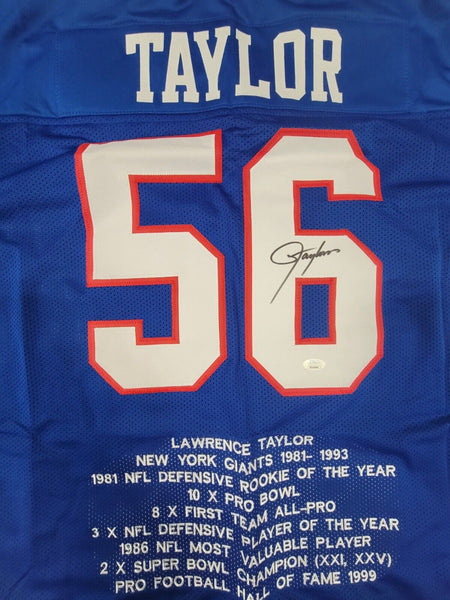 TAYLOR
56
Taylor
LAWRENCE TAYLOR
NEW YORK GIANTS 1981- 1993
1981 NFL DEFENSIVE ROOKIE OF THE YEAR
10 X PRO BOWL
8 X FIRST TEAM ALL-PRO
3 X NFL DEFENSIVE PLAYER OF THE YEAR
1986 NFL MOST VALUABLE PLAYER
2 X SUPER BOWL CHAMPION (XXI, XXV)
PRO FOOTBALL HALL OF FAME 1999